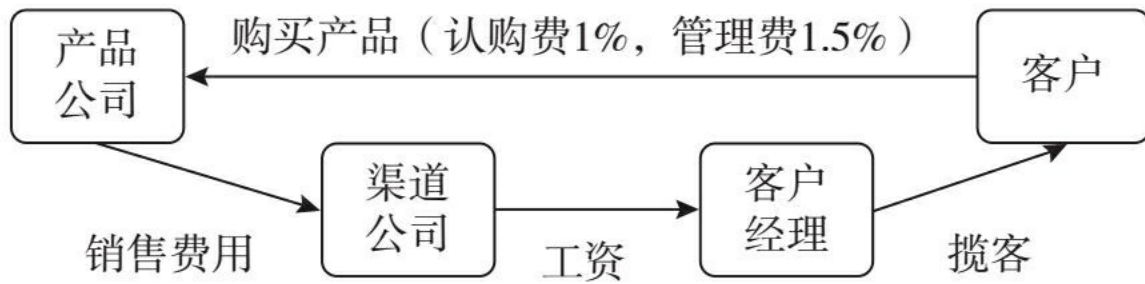 购买产品（认购费1%，管理费1.5%）
产品
公司
客户
渠道
公司
客户
经理
销售费用
工资
揽客